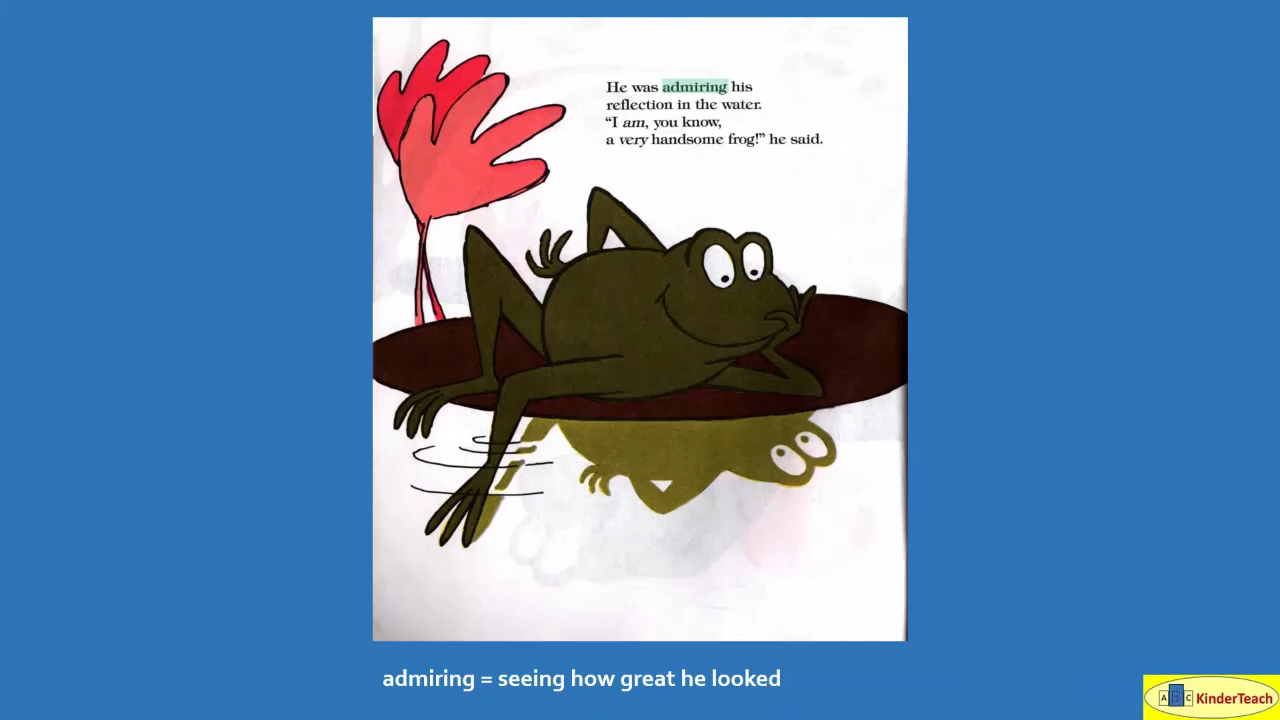 He was admiring his
reflection in the water.
“I am, you know,
a very handsome frog!” he said.
admiring = seeing how great he looked
A B C KinderTeach